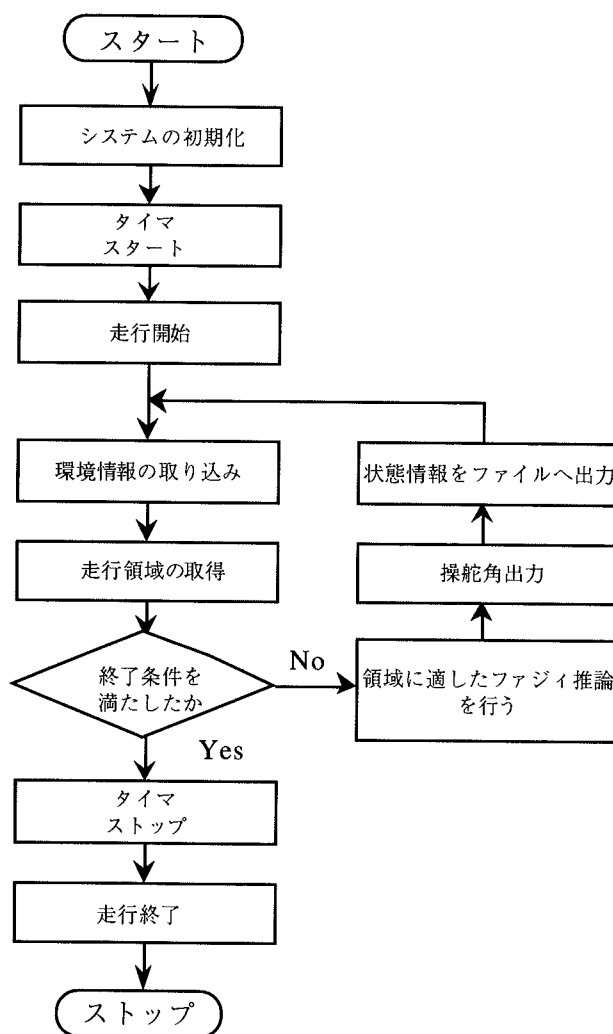 スタート
システムの初期化
タイマ
スタート
走行開始
環境情報の取り込み
走行領域の取得
終了条件を
満たしたか
No
領域に適したファジィ推論
を行う
操舵角出力
状態情報をファイルへ出力
Yes
タイマ
ストップ
走行終了
ストップ